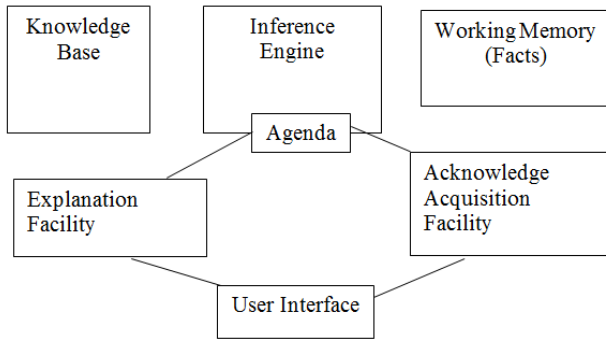 Knowledge
Base
Inference
Engine
Working Memory
(Facts)
Agenda
Explanation
Facility
Acknowledge
Acquisition
Facility
User Interface